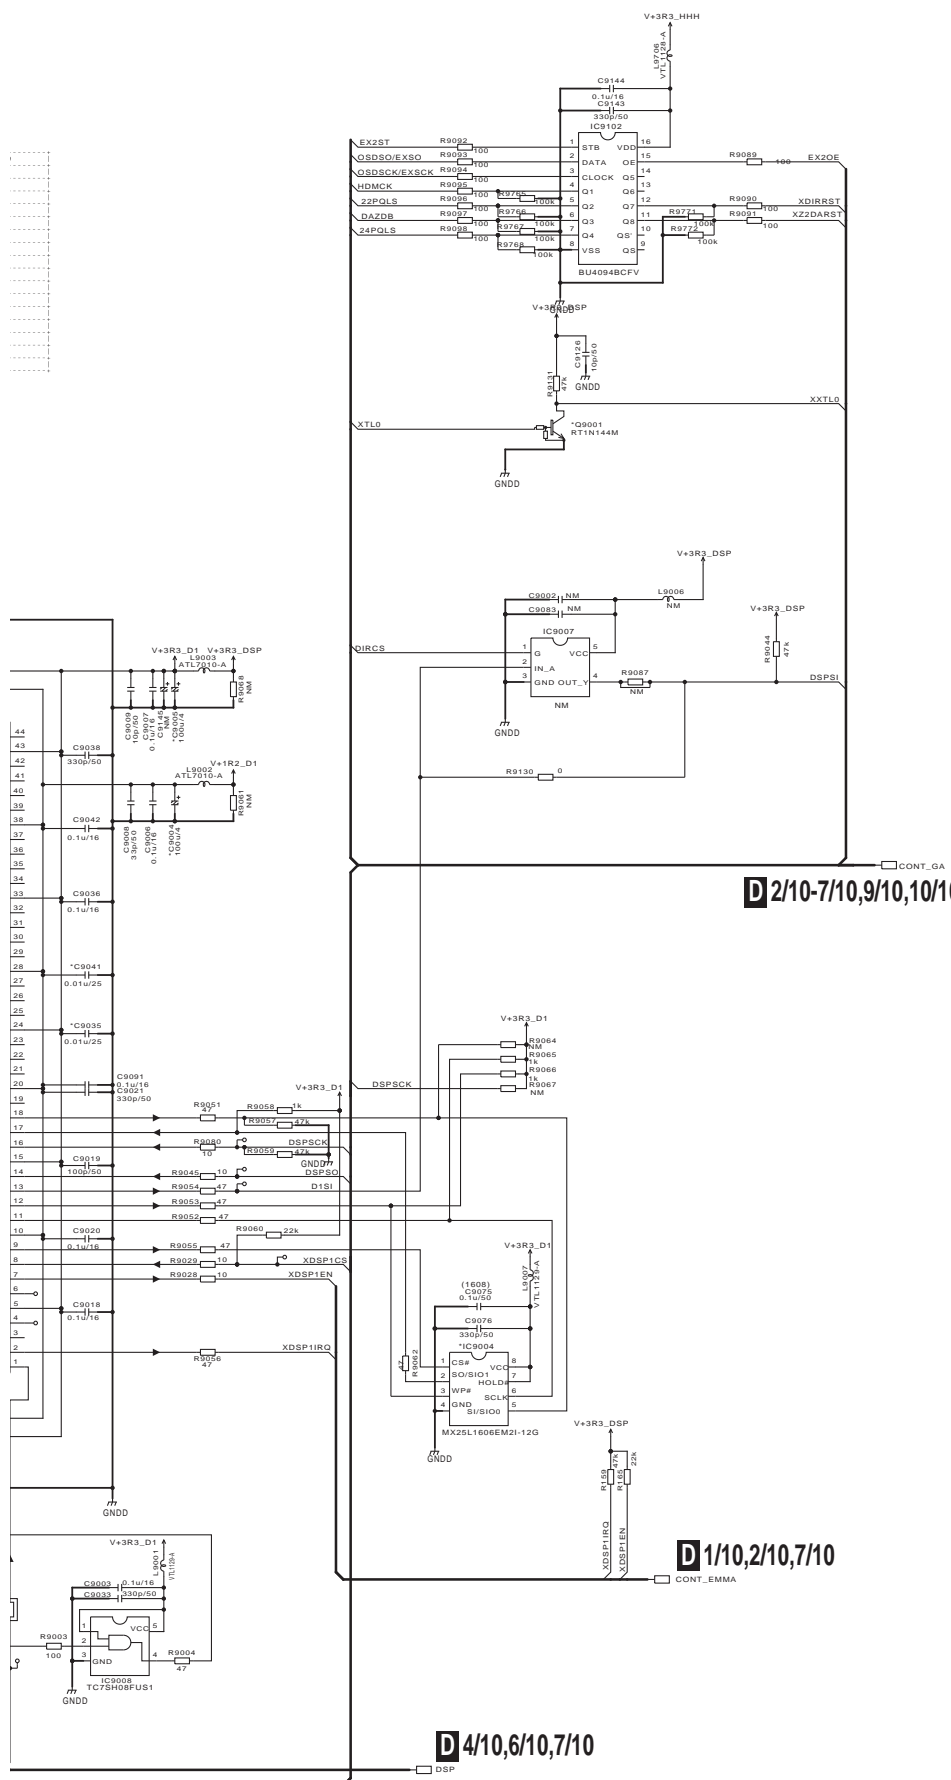 V+3R3_HHH
L9706
VTL1128-A
C9144
0.1u/16
C9143
330p/50
IC9102
EX2ST R9092 100 1 STB VDD 16
OSDSO/EXSO R9093 100 2 DATA OE 15 R9089 100 EX2OE
OSDSCK/EXSCK R9094 100 3 CLOCK Q5 14
HDMCK R9095 100 R9765 100k 4 Q1 Q6 13
22PQLS R9096 100 R9766 100k 5 Q2 Q7 12 R9090 100 XDIRRST
DAZDB R9097 100 R9767 100k 6 Q3 Q8 11 R9771 100k R9091 100 XZ2DARST
24PQLS R9098 100 7 Q4 QS' 10 R9772 100k
R9768 100k 8 VSS QS 9
BU4094BCFV
GNDD
V+3R3_DSP
C9126
10p/50
R9131
47k
GNDD
XXTL0
XTL0
*Q9001
RT1N144M
GNDD
V+3R3_DSP
C9002 NM
L9006
NM
C9083 NM
V+3R3_DSP
R9044
47k
IC9007
DIRCS 1 G VCC 5
2 IN_A
3 GND OUT_Y 4 R9087 NM DSPSI
NM
GNDD
R9130 0
V+3R3_D1 V+3R3_DSP
L9003
ATL7010-A
R9068
NM
C9009
10p/50
C9007
0.1u/16
C9145
NM
*C9005
100u/4
V+1R2_D1
L9002
ATL7010-A
R9061
NM
C9008
33p/50
C9006
0.1u/16
*C9004
100u/4
CONT_GA
D 2/10-7/10,9/10,10/10
44
43 C9038
330p/50
42
41
40
39
38 C9042
0.1u/16
37
36
35
34
33 C9036
0.1u/16
32
31
30
29
28 *C9041
0.01u/25
27
26
25
24 *C9035
0.01u/25
23
22
21
20 C9091
0.1u/16
C9021
330p/50
19
V+3R3_D1
R9064
NM
R9065
1k
R9066
1k
DSPSCK R9067
NM
V+3R3_D1
18 R9051 47 R9058 1k
17 R9057 47k
16 R9080 10 DSPSCK
R9059 47k
GNDD
15 C9019
100p/50
14 R9045 10 DSPSO
13 R9054 47 D1SI
12 R9053 47
11 R9052 47
10 C9020
0.1u/16
R9060 22k
9 R9055 47
8 R9029 10 XDSP1CS
7 R9028 10 XDSP1EN
6
5 C9018
0.1u/16
4
3
2 R9056 47 XDSP1IRQ
1
V+3R3_D1
L9007
VTL1129-A
(1608)
C9075
0.1u/50
C9076
330p/50
*IC9004
47
R9062
1 CS# VCC 8
2 SO/SIO1 HOLD# 7
3 WP# SCLK 6
4 GND SI/SIO0 5
MX25L1606EM2I-12G
GNDD
V+3R3_DSP
R159
47k
R165
22k
XDSP1IRQ
XDSP1EN
GNDD
D 1/10,2/10,7/10
CONT_EMMA
V+3R3_D1
L9001
VTL1129-A
C9003 0.1u/16
C9033 330p/50
1 VCC 5
R9003 100 2
3 GND 4 R9004 47
IC9008
TC7SH08FUS1
GNDD
D 4/10,6/10,7/10
DSP